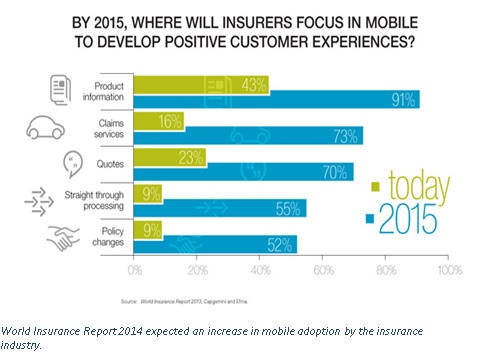 BY 2015, WHERE WILL INSURERS FOCUS IN MOBILE
TO DEVELOP POSITIVE CUSTOMER EXPERIENCES?
Product
information
43%
91%
Claims
services
16%
73%
Quotes
23%
70%
Straight through
processing
9%
55%
Policy
changes
9%
52%
today
2015
0% 20% 40% 60% 80% 100%
Source: World Insurance Report 2013, Capgemini and Efma.
World Insurance Report 2014 expected an increase in mobile adoption by the insurance
industry.